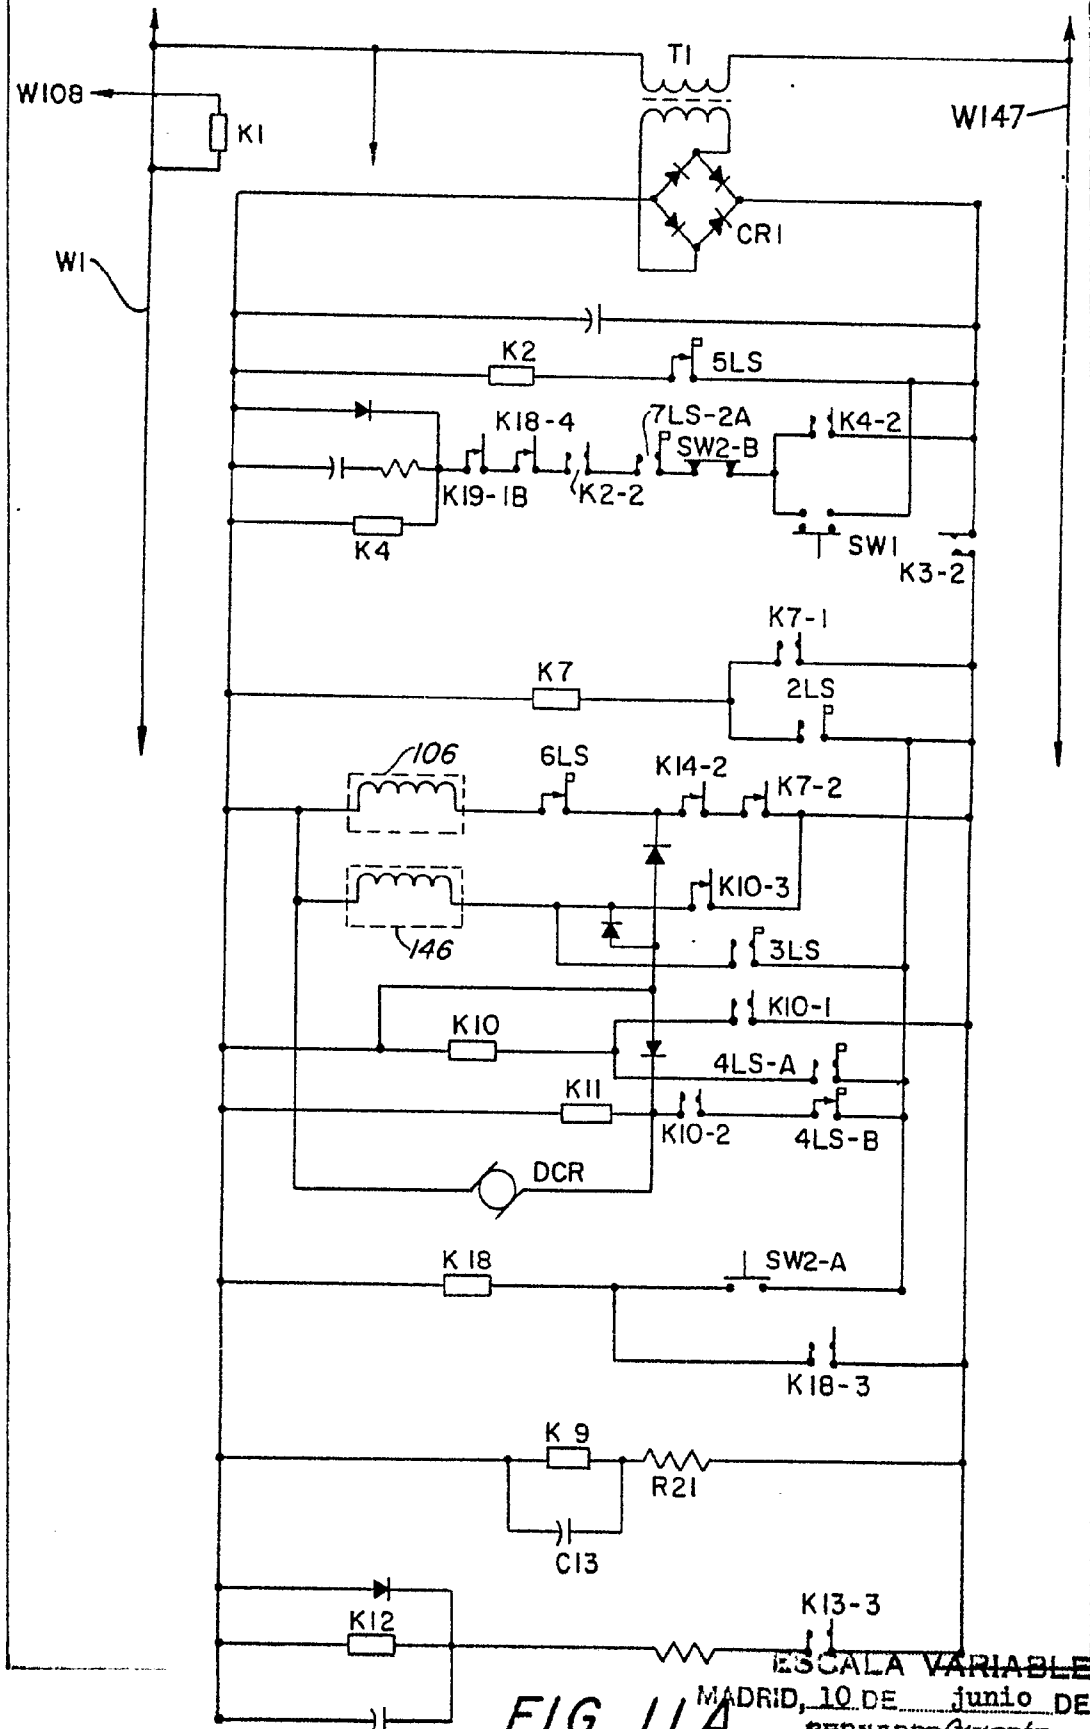 T1
W108
K1
W147
CR1
W1
K2
5LS
7LS-2A
K4-2
K18-4
SW2-B
K19-1B
K2-2
K4
SW1
K3-2
K7-1
K7
2LS
106
6LS
K14-2
K7-2
K10-3
146
3LS
K10-1
K10
4LS-A
K11
K10-2
4LS-B
DCR
K 18
SW2-A
K18-3
K 9
R21
C13
K13-3
K12
ESCALA VARIABLE
MADRID, 10 DE junio DE
FIG. 11A